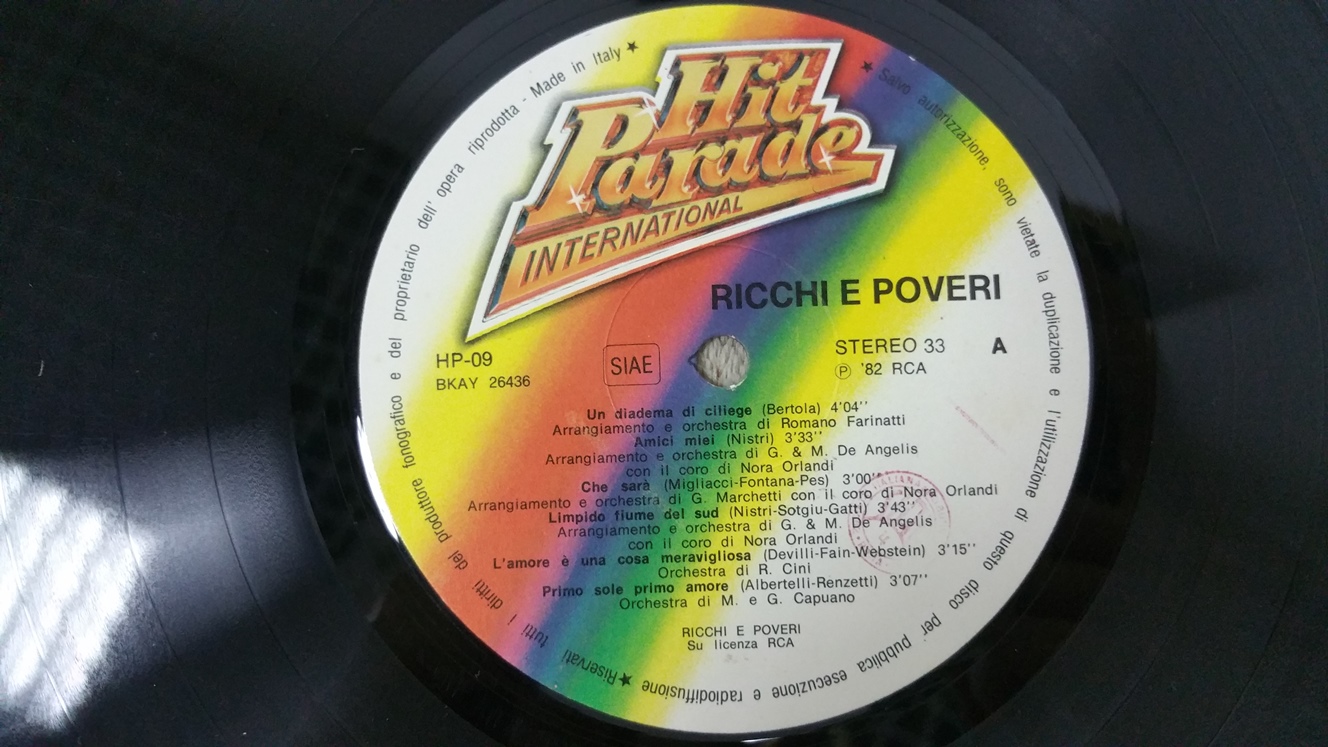 Hit
Parade
INTERNATIONAL
RICCHI E POVERI
HP-09
BKAY 26436
SIAE
STEREO 33
A
Ⓟ '82 RCA
Un diadema di ciliege (Bertola) 4'04''
Arrangiamento e orchestra di Romano Farinatti
Amici miei (Nistri) 3'33''
Arrangiamento e orchestra di G. & M. De Angelis
con il coro di Nora Orlandi
Che sarà (Migliacci-Fontana-Pes) 3'00''
Arrangiamento e orchestra di G. Marchetti con il coro di Nora Orlandi
Limpido fiume del sud (Nistri-Sotgiu-Gatti) 3'43''
Arrangiamento e orchestra di G. & M. De Angelis
con il coro di Nora Orlandi
L'amore è una cosa meravigliosa (Devilli-Fain-Webstein) 3'15''
Orchestra di R. Cini
Primo sole primo amore (Albertelli-Renzetti) 3'07''
Orchestra di M. e G. Capuano
RICCHI E POVERI
Su licenza RCA
★ Riservati tutti i diritti del produttore fonografico e del proprietario dell' opera riprodotta - Made in Italy ★
★ Salvo autorizzazione, sono vietate la duplicazione e l'utilizzazione di questo disco per pubblica esecuzione e radiodiffusione